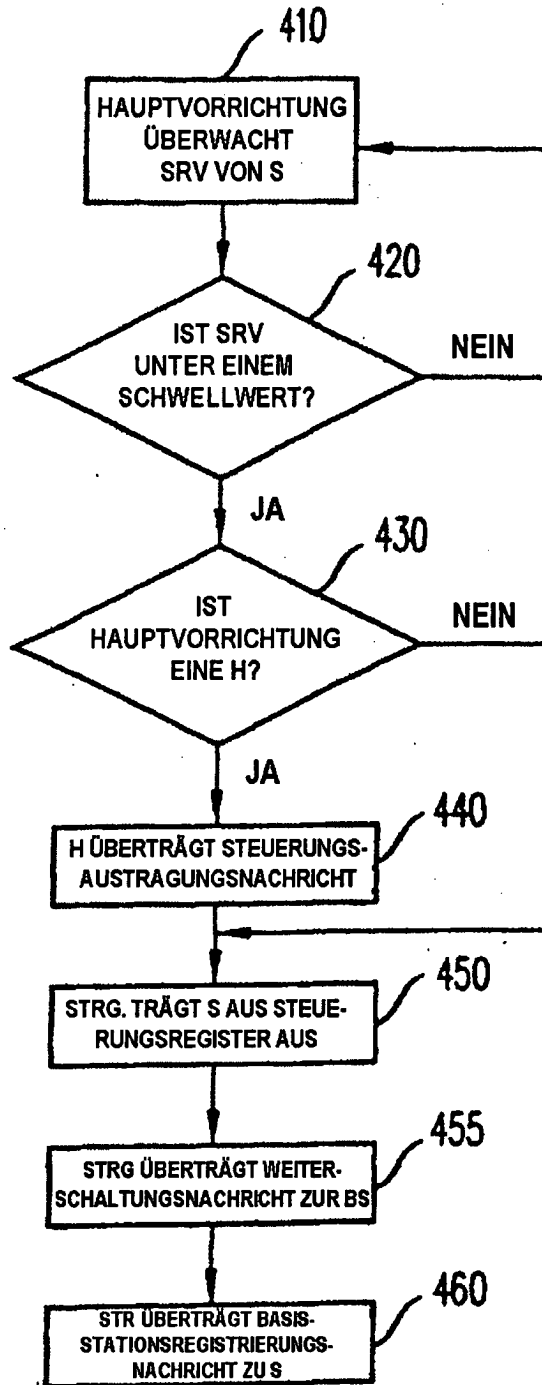 410
HAUPTVORRICHTUNG
ÜBERWACHT
SRV VON S
420
IST SRV
UNTER EINEM
SCHWELLWERT?
NEIN
JA
430
IST
HAUPTVORRICHTUNG
EINE H?
NEIN
JA
440
H ÜBERTRÄGT STEUERUNGS-
AUSTRAGUNGSNACHRICHT
450
STRG. TRÄGT S AUS STEUE-
RUNGSREGISTER AUS
455
STRG ÜBERTRÄGT WEITER-
SCHALTUNGSNACHRICHT ZUR BS
460
STR ÜBERTRÄGT BASIS-
STATIONSREGISTRIERUNGS-
NACHRICHT ZU S